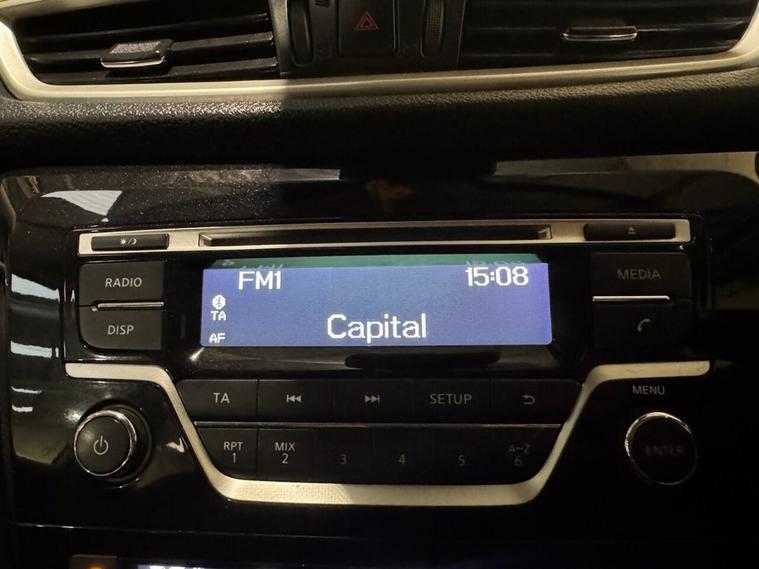 FM1 15:08
TA
AF
Capital
RADIO
DISP
MEDIA
TA SETUP
MENU
RPT MIX A-Z
1 2 3 4 5 6
ENTER